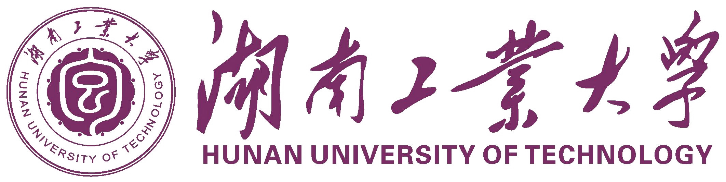 湖南工業大學
HUNAN UNIVERSITY OF TECHNOLOGY
湖南工業大學
HUNAN UNIVERSITY OF TECHNOLOGY